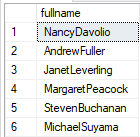 fullname
1 NancyDavolio
2 AndrewFuller
3 JanetLeverling
4 MargaretPeacock
5 StevenBuchanan
6 MichaelSuyama